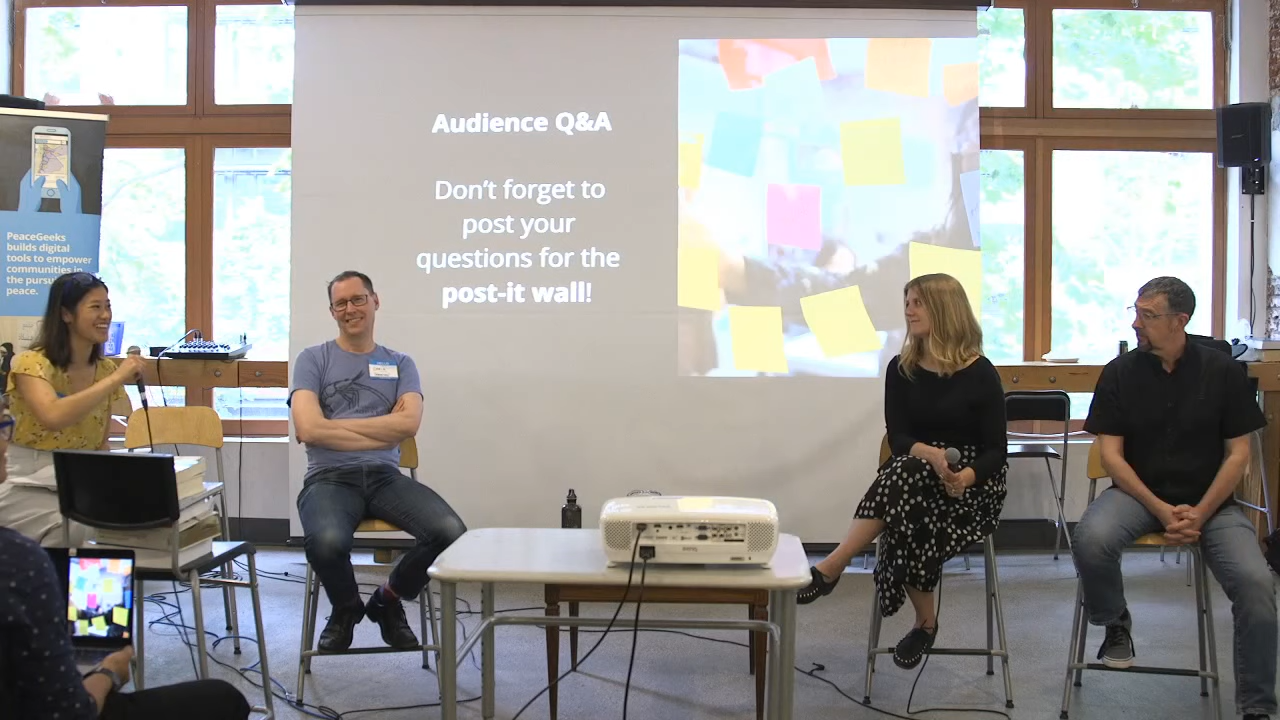 Audience Q&A
Don't forget to
post your
questions for the
post-it wall!
PeaceGeeks
builds digital
tools to empower
communities in
the pursuit
peace.